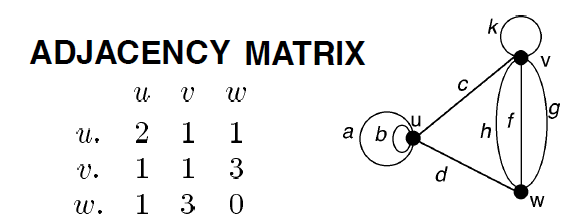 ADJACENCY MATRIX
u v w
u. 2 1 1
v. 1 1 3
w. 1 3 0
k
v
c
g
u
a b h f
d
w